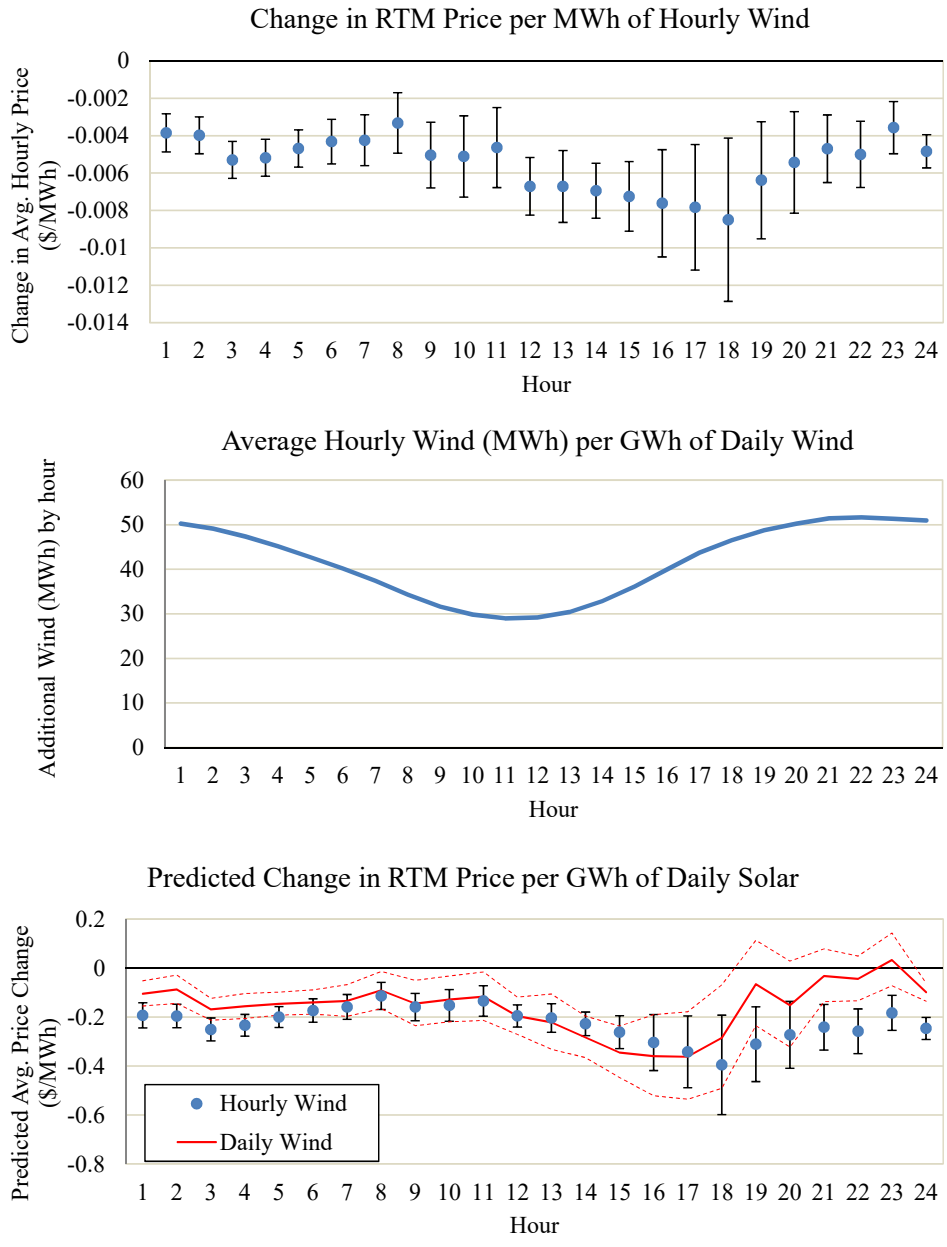 Change in RTM Price per MWh of Hourly Wind
Change in Avg. Hourly Price
($/MWh)
0
-0.002
-0.004
-0.006
-0.008
-0.01
-0.012
-0.014
1 2 3 4 5 6 7 8 9 10 11 12 13 14 15 16 17 18 19 20 21 22 23 24
Hour
Average Hourly Wind (MWh) per GWh of Daily Wind
Additional Wind (MWh) by hour
60
50
40
30
20
10
0
1 2 3 4 5 6 7 8 9 10 11 12 13 14 15 16 17 18 19 20 21 22 23 24
Hour
Predicted Change in RTM Price per GWh of Daily Solar
Predicted Avg. Price Change
($/MWh)
0.2
0
-0.2
-0.4
-0.6
-0.8
Hourly Wind
Daily Wind
1 2 3 4 5 6 7 8 9 10 11 12 13 14 15 16 17 18 19 20 21 22 23 24
Hour